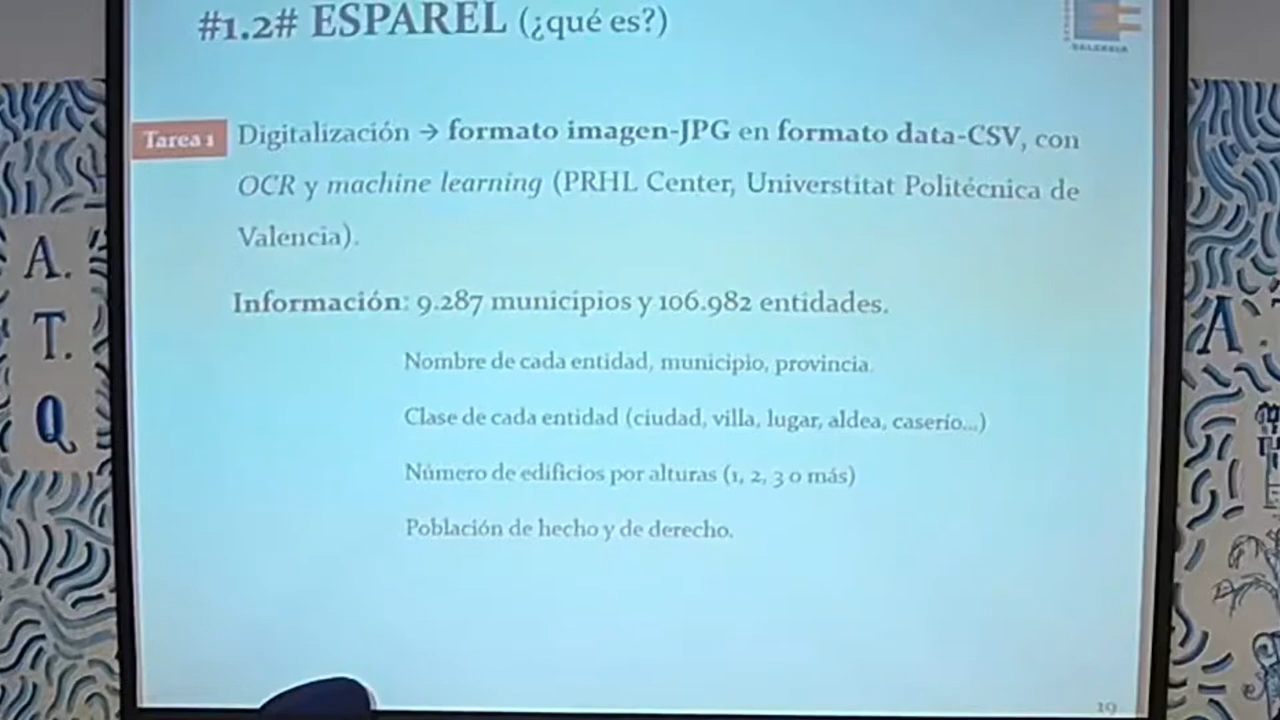 #1.2# ESPAREL (¿qué es?)
VALENCIA
Tarea 1
Digitalización → formato imagen-JPG en formato data-CSV, con
OCR y machine learning (PRHL Center, Universtitat Politécnica de
Valencia).
Información: 9.287 municipios y 106.982 entidades.
Nombre de cada entidad, municipio, provincia.
Clase de cada entidad (ciudad, villa, lugar, aldea, caserío...)
Número de edificios por alturas (1, 2, 3 o más)
Población de hecho y de derecho.
19
A.
T.
Q
A.